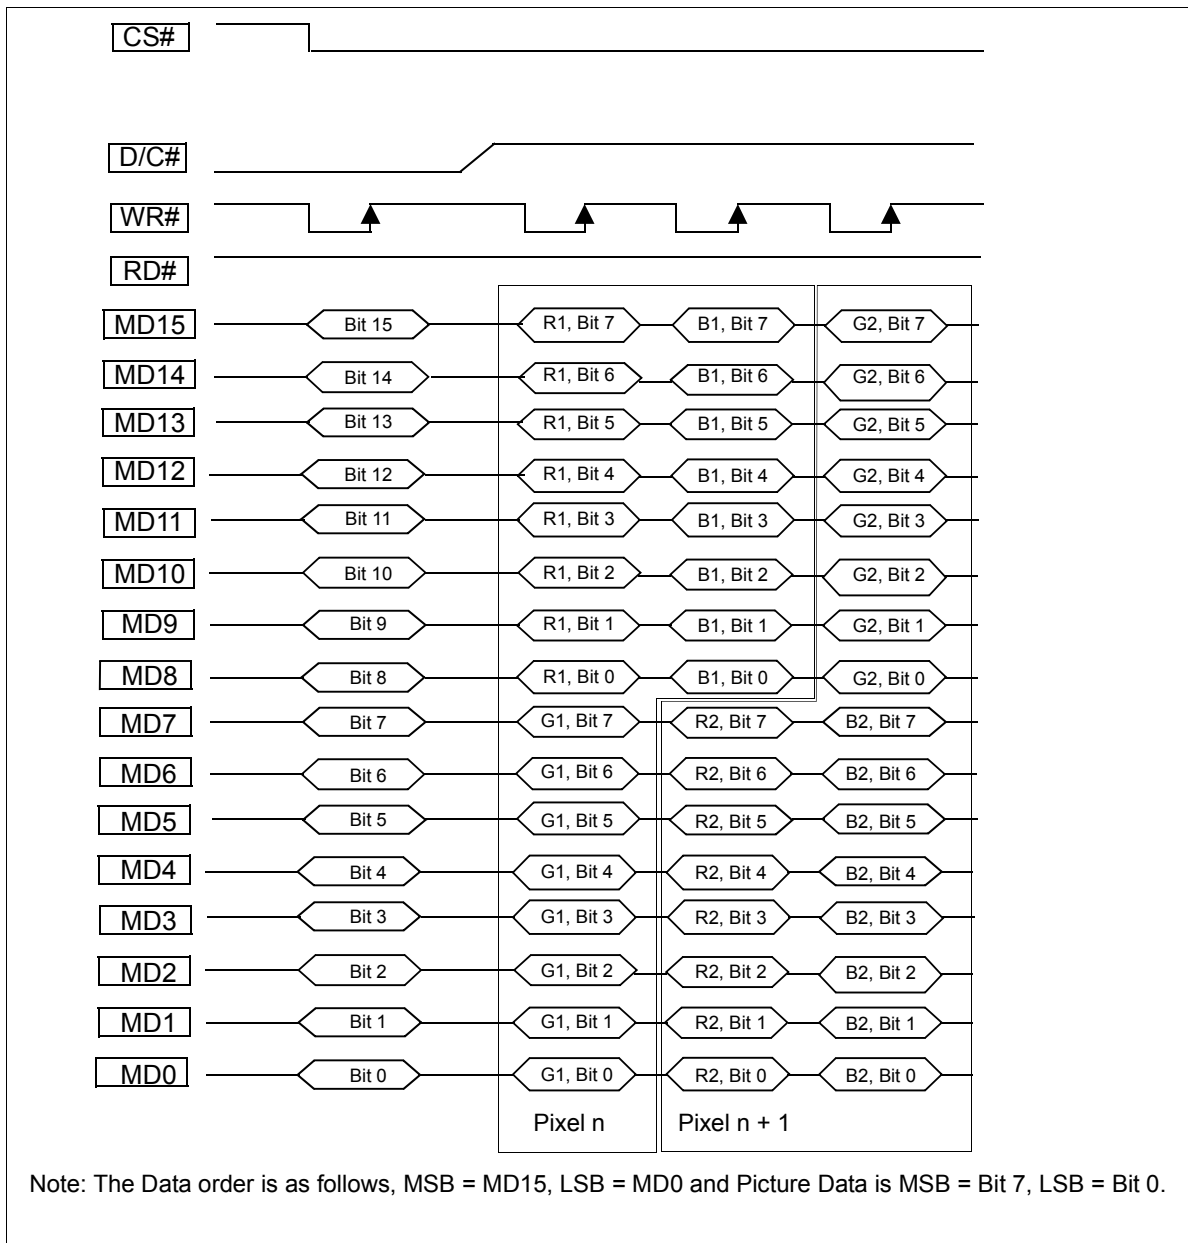 CS#
D/C#
WR#
RD#
MD15 Bit 15 R1, Bit 7 B1, Bit 7 G2, Bit 7
MD14 Bit 14 R1, Bit 6 B1, Bit 6 G2, Bit 6
MD13 Bit 13 R1, Bit 5 B1, Bit 5 G2, Bit 5
MD12 Bit 12 R1, Bit 4 B1, Bit 4 G2, Bit 4
MD11 Bit 11 R1, Bit 3 B1, Bit 3 G2, Bit 3
MD10 Bit 10 R1, Bit 2 B1, Bit 2 G2, Bit 2
MD9 Bit 9 R1, Bit 1 B1, Bit 1 G2, Bit 1
MD8 Bit 8 R1, Bit 0 B1, Bit 0 G2, Bit 0
MD7 Bit 7 G1, Bit 7 R2, Bit 7 B2, Bit 7
MD6 Bit 6 G1, Bit 6 R2, Bit 6 B2, Bit 6
MD5 Bit 5 G1, Bit 5 R2, Bit 5 B2, Bit 5
MD4 Bit 4 G1, Bit 4 R2, Bit 4 B2, Bit 4
MD3 Bit 3 G1, Bit 3 R2, Bit 3 B2, Bit 3
MD2 Bit 2 G1, Bit 2 R2, Bit 2 B2, Bit 2
MD1 Bit 1 G1, Bit 1 R2, Bit 1 B2, Bit 1
MD0 Bit 0 G1, Bit 0 R2, Bit 0 B2, Bit 0
Pixel n Pixel n + 1
Note: The Data order is as follows, MSB = MD15, LSB = MD0 and Picture Data is MSB = Bit 7, LSB = Bit 0.